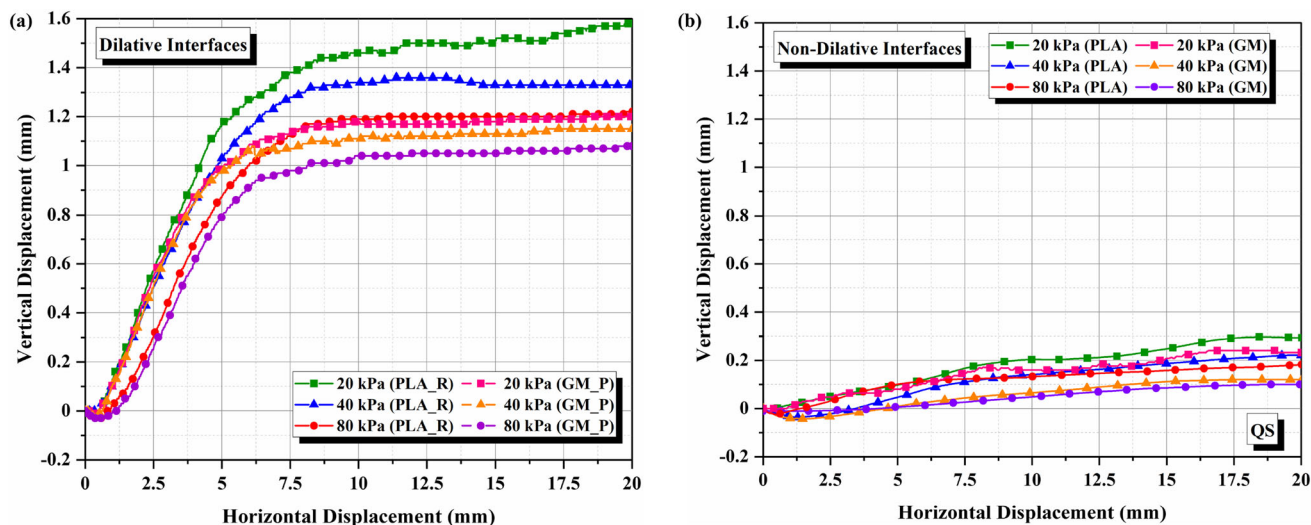 (a)
Dilative Interfaces
Vertical Displacement (mm)
1.6
1.4
1.2
1
0.8
0.6
0.4
0.2
0
-0.2
20 kPa (PLA_R) 20 kPa (GM_P)
40 kPa (PLA_R) 40 kPa (GM_P)
80 kPa (PLA_R) 80 kPa (GM_P)
0 2.5 5 7.5 10 12.5 15 17.5 20
Horizontal Displacement (mm)
(b)
Non-Dilative Interfaces
20 kPa (PLA) 20 kPa (GM)
40 kPa (PLA) 40 kPa (GM)
80 kPa (PLA) 80 kPa (GM)
Vertical Displacement (mm)
1.6
1.4
1.2
1
0.8
0.6
0.4
0.2
0
-0.2
QS
0 2.5 5 7.5 10 12.5 15 17.5 20
Horizontal Displacement (mm)